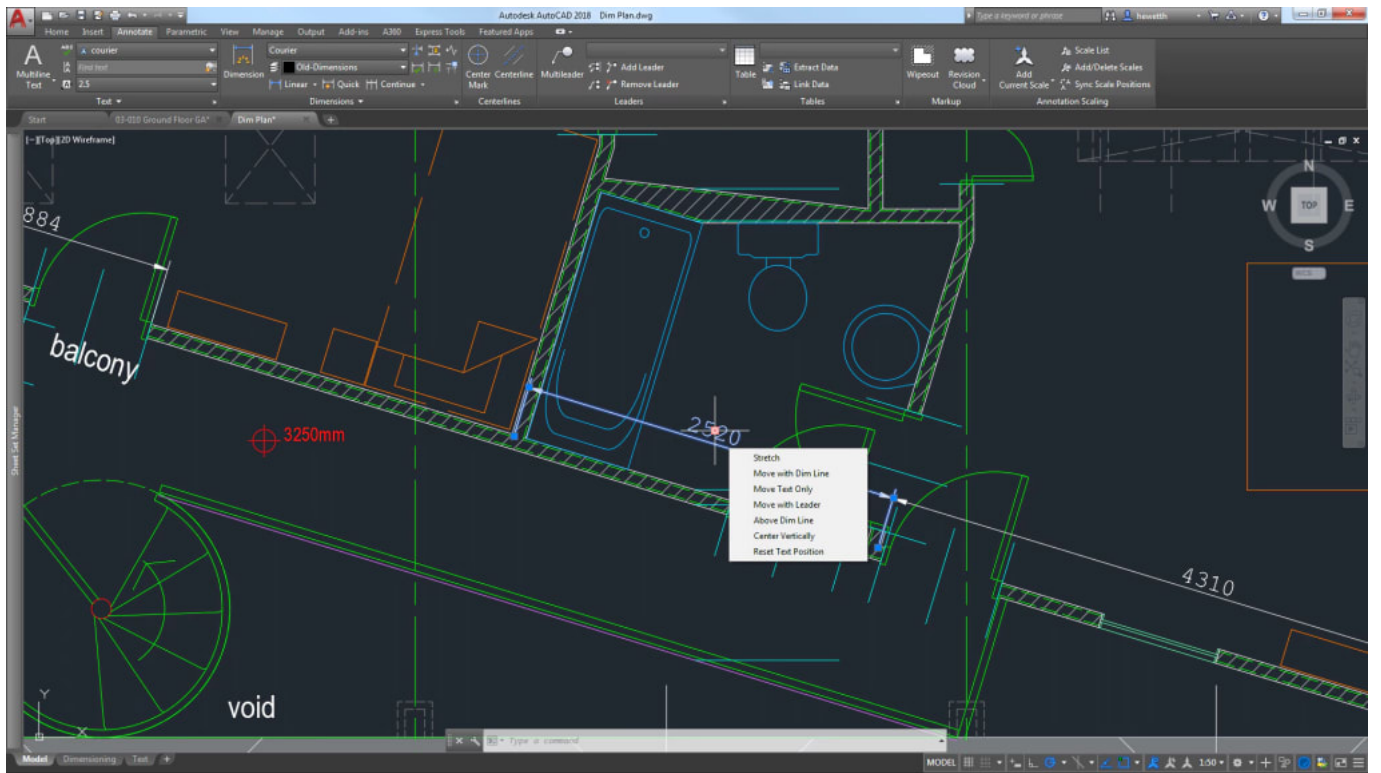 Autodesk AutoCAD 2018 Dim Plan.dwg
Type a keyword or phrase
hewetth
Home Insert Annotate Parametric View Manage Output Add-ins A360 Express Tools Featured Apps
courier
Find text
2.5
Multiline Text
Text
Dimension
Courier
Old-Dimensions
Linear Quick Continue
Dimensions
Center Mark
Centerline
Centerlines
Multileader
Add Leader
Remove Leader
Leaders
Table
Extract Data
Link Data
Tables
Wipeout
Revision Cloud
Markup
Add Current Scale
Scale List
Add/Delete Scales
Sync Scale Positions
Annotation Scaling
Start 03-010 Ground Floor GA* Dim Plan*
[-][Top][2D Wireframe]
N
W TOP E
S
WCS
884
balcony
3250mm
2520
Stretch
Move with Dim Line
Move Text Only
Move with Leader
Above Dim Line
Center Vertically
Reset Text Position
4310
Sheet Set Manager
void
Y
X
Type a command
Model Dimensioning Text +
MODEL 1:50